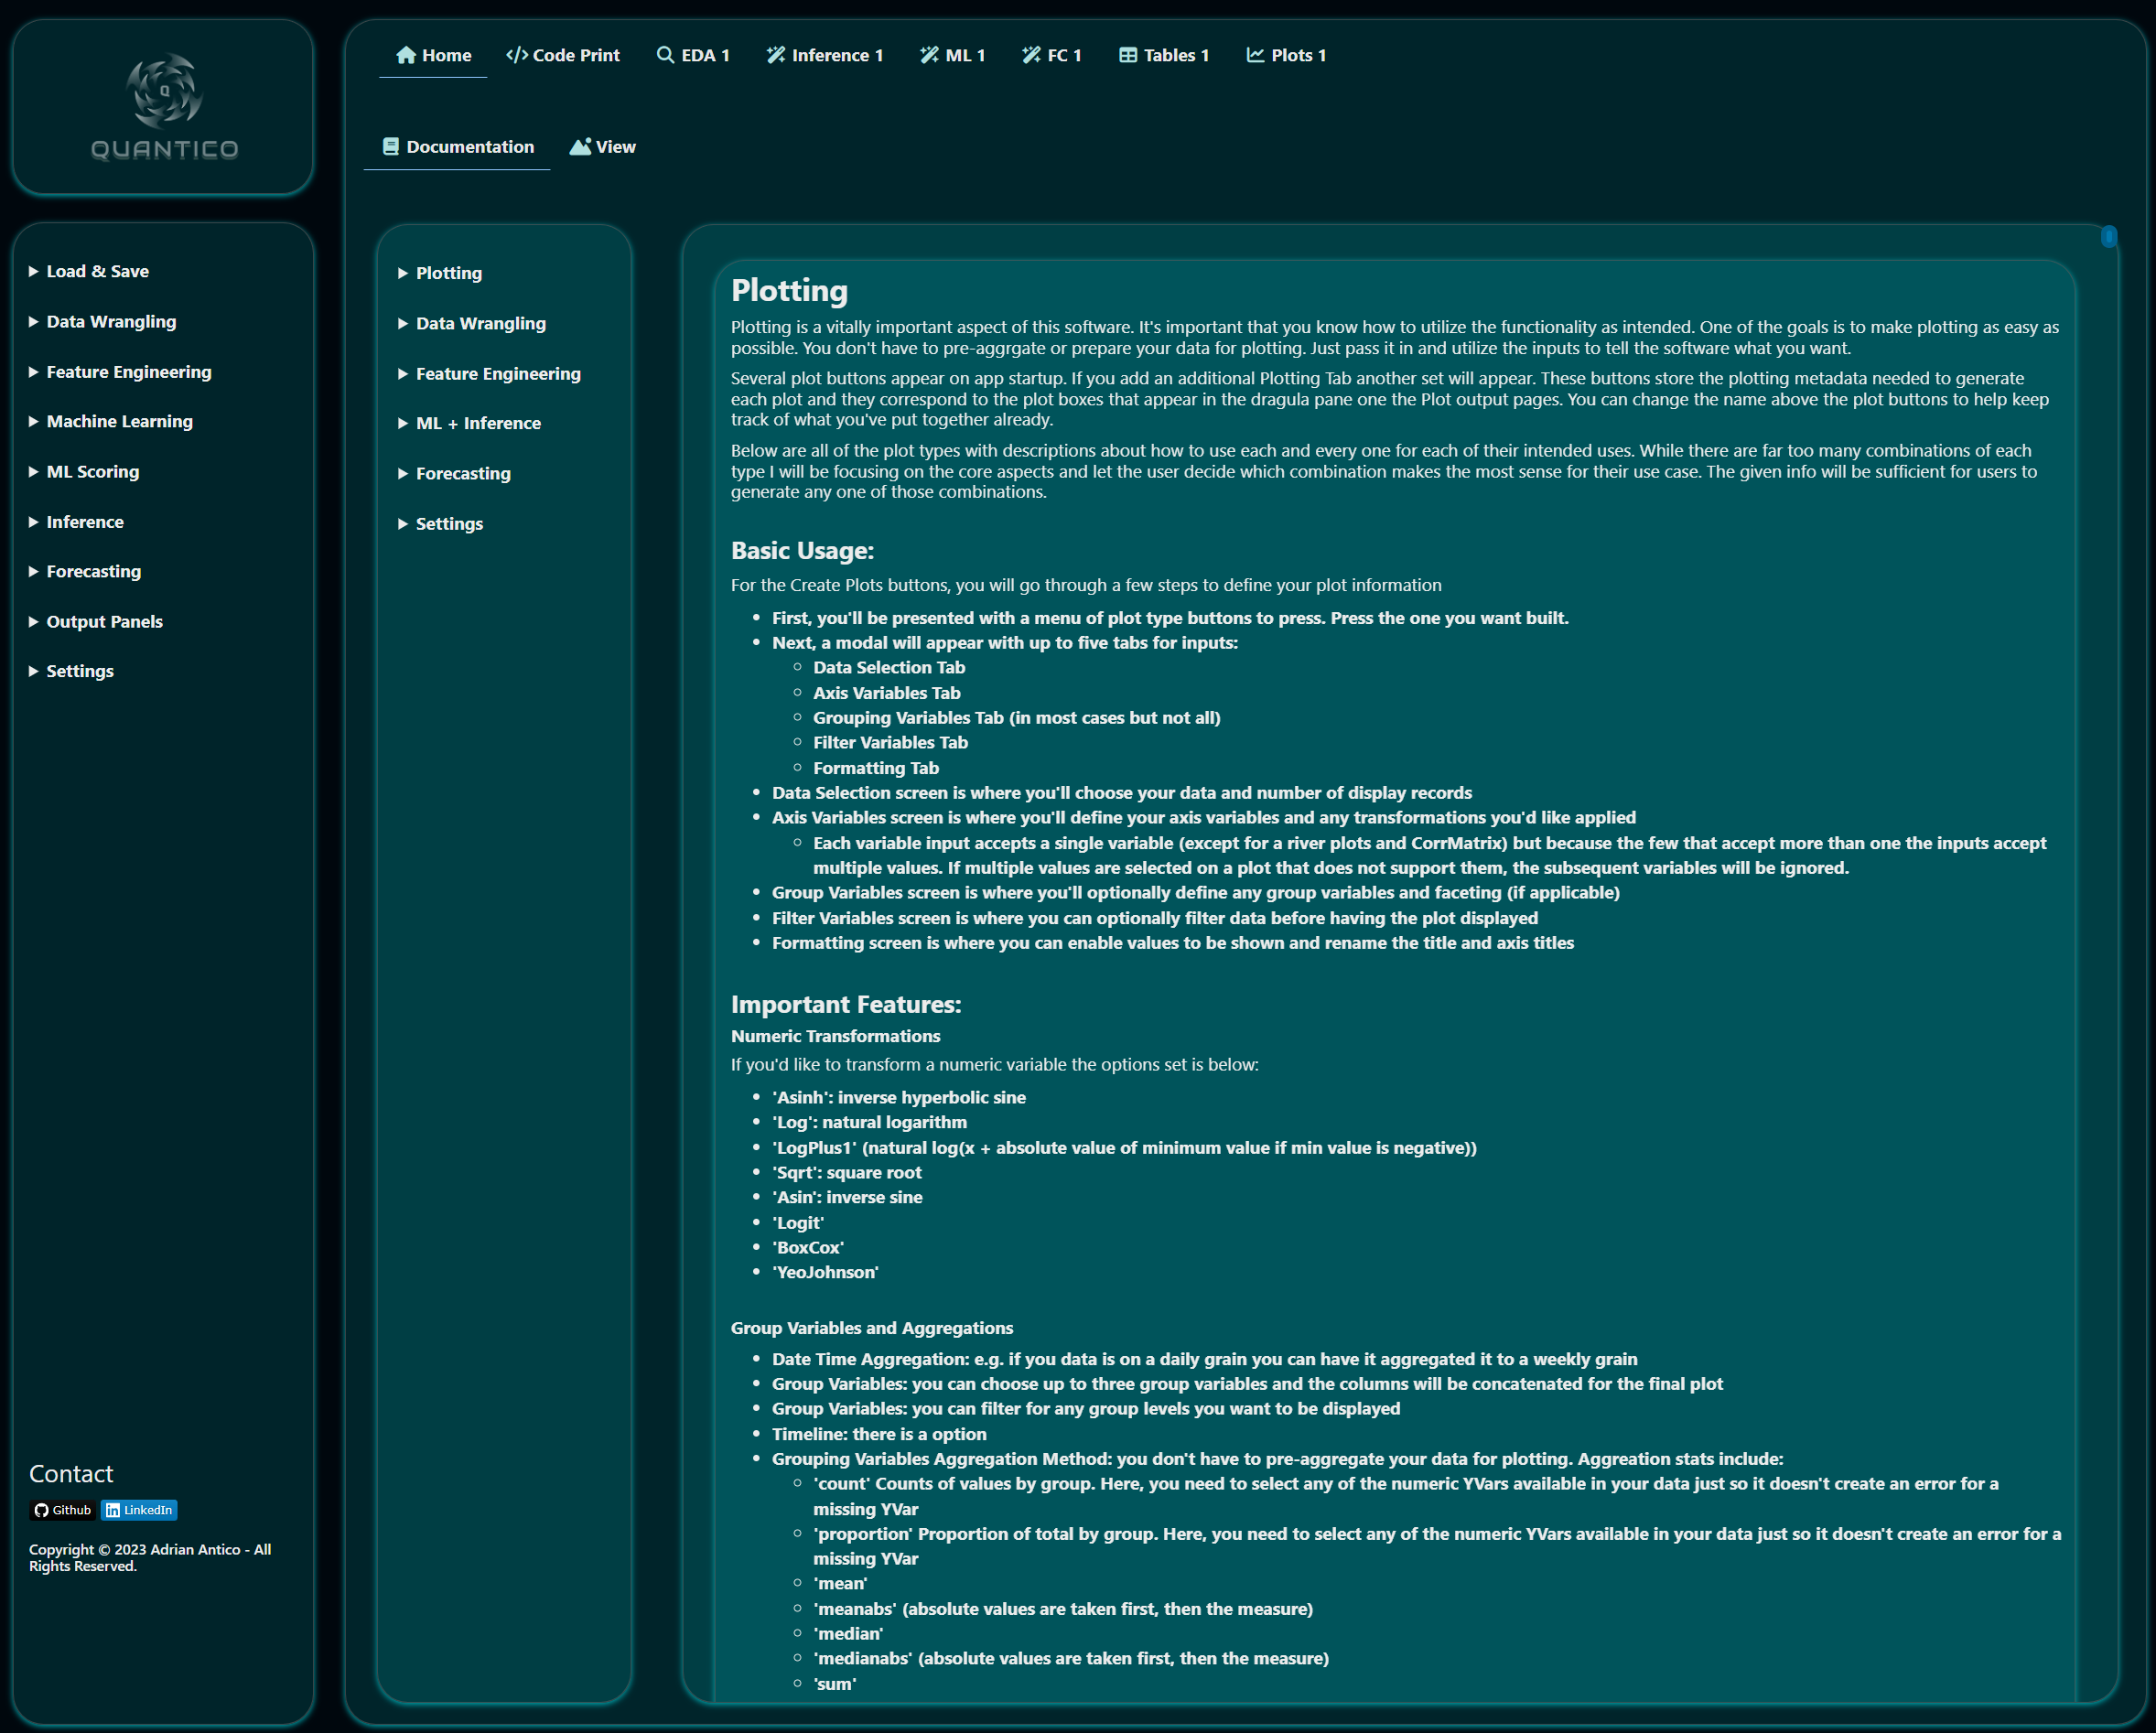 QUANTICO
Load & Save
Data Wrangling
Feature Engineering
Machine Learning
ML Scoring
Inference
Forecasting
Output Panels
Settings
Contact
Github LinkedIn
Copyright © 2023 Adrian Antico - All
Rights Reserved.
Home Code Print EDA 1 Inference 1 ML 1 FC 1 Tables 1 Plots 1
Documentation View
Plotting
Data Wrangling
Feature Engineering
ML + Inference
Forecasting
Settings
Plotting
Plotting is a vitally important aspect of this software. It's important that you know how to utilize the functionality as intended. One of the goals is to make plotting as easy as
possible. You don't have to pre-aggrgate or prepare your data for plotting. Just pass it in and utilize the inputs to tell the software what you want.
Several plot buttons appear on app startup. If you add an additional Plotting Tab another set will appear. These buttons store the plotting metadata needed to generate
each plot and they correspond to the plot boxes that appear in the dragula pane one the Plot output pages. You can change the name above the plot buttons to help keep
track of what you've put together already.
Below are all of the plot types with descriptions about how to use each and every one for each of their intended uses. While there are far too many combinations of each
type I will be focusing on the core aspects and let the user decide which combination makes the most sense for their use case. The given info will be sufficient for users to
generate any one of those combinations.
Basic Usage:
For the Create Plots buttons, you will go through a few steps to define your plot information
• First, you'll be presented with a menu of plot type buttons to press. Press the one you want built.
• Next, a modal will appear with up to five tabs for inputs:
○ Data Selection Tab
○ Axis Variables Tab
○ Grouping Variables Tab (in most cases but not all)
○ Filter Variables Tab
○ Formatting Tab
• Data Selection screen is where you'll choose your data and number of display records
• Axis Variables screen is where you'll define your axis variables and any transformations you'd like applied
○ Each variable input accepts a single variable (except for a river plots and CorrMatrix) but because the few that accept more than one the inputs accept
multiple values. If multiple values are selected on a plot that does not support them, the subsequent variables will be ignored.
• Group Variables screen is where you'll optionally define any group variables and faceting (if applicable)
• Filter Variables screen is where you can optionally filter data before having the plot displayed
• Formatting screen is where you can enable values to be shown and rename the title and axis titles
Important Features:
Numeric Transformations
If you'd like to transform a numeric variable the options set is below:
• 'Asinh': inverse hyperbolic sine
• 'Log': natural logarithm
• 'LogPlus1' (natural log(x + absolute value of minimum value if min value is negative))
• 'Sqrt': square root
• 'Asin': inverse sine
• 'Logit'
• 'BoxCox'
• 'YeoJohnson'
Group Variables and Aggregations
• Date Time Aggregation: e.g. if you data is on a daily grain you can have it aggregated it to a weekly grain
• Group Variables: you can choose up to three group variables and the columns will be concatenated for the final plot
• Group Variables: you can filter for any group levels you want to be displayed
• Timeline: there is a option
• Grouping Variables Aggregation Method: you don't have to pre-aggregate your data for plotting. Aggreation stats include:
○ 'count' Counts of values by group. Here, you need to select any of the numeric YVars available in your data just so it doesn't create an error for a
missing YVar
○ 'proportion' Proportion of total by group. Here, you need to select any of the numeric YVars available in your data just so it doesn't create an error for a
missing YVar
○ 'mean'
○ 'meanabs' (absolute values are taken first, then the measure)
○ 'median'
○ 'medianabs' (absolute values are taken first, then the measure)
○ 'sum'